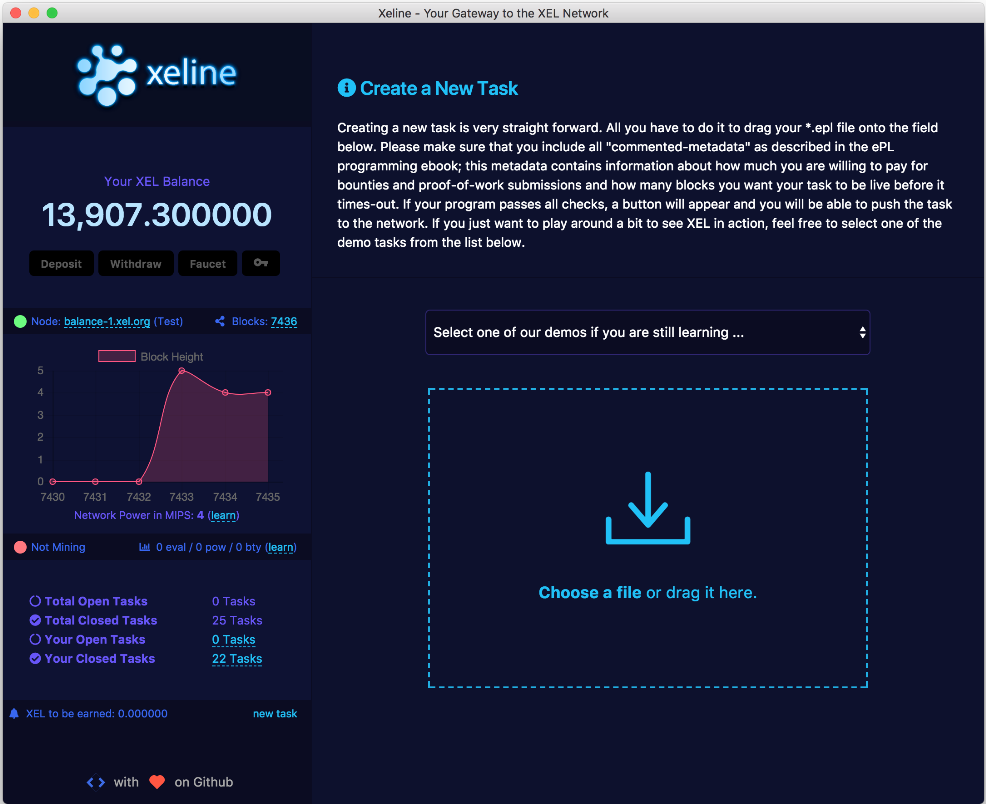 Xeline - Your Gateway to the XEL Network
xeline
Your XEL Balance
13,907.300000
Deposit Withdraw Faucet
Node: balance-1.xel.org (Test) Blocks: 7436
Block Height
5
4
3
2
1
0
7430 7431 7432 7433 7434 7435
Network Power in MIPS: 4 (learn)
Not Mining 0 eval / 0 pow / 0 bty (learn)
Total Open Tasks 0 Tasks
Total Closed Tasks 25 Tasks
Your Open Tasks 0 Tasks
Your Closed Tasks 22 Tasks
XEL to be earned: 0.000000 new task
<> with on Github
Create a New Task
Creating a new task is very straight forward. All you have to do it to drag your *.epl file onto the field
below. Please make sure that you include all "commented-metadata" as described in the ePL
programming ebook; this metadata contains information about how much you are willing to pay for
bounties and proof-of-work submissions and how many blocks you want your task to be live before it
times-out. If your program passes all checks, a button will appear and you will be able to push the task
to the network. If you just want to play around a bit to see XEL in action, feel free to select one of the
demo tasks from the list below.
Select one of our demos if you are still learning ...
Choose a file or drag it here.